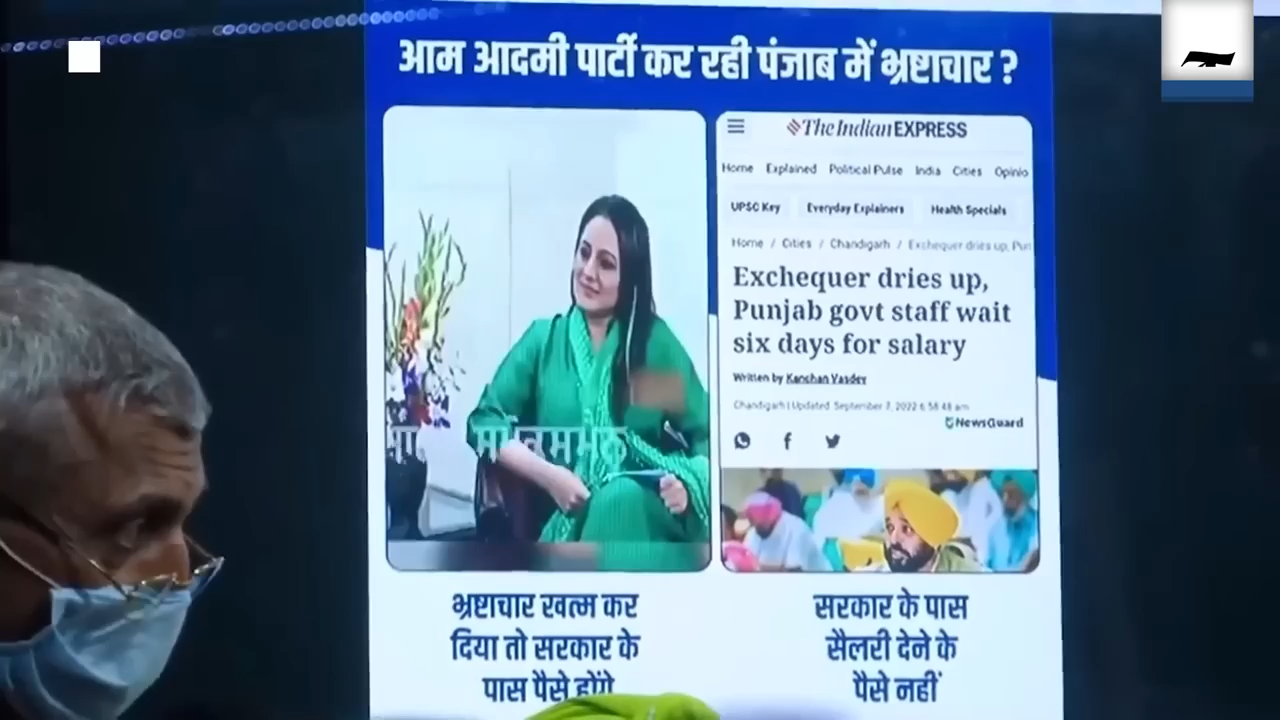 आम आदमी पार्टी कर रही पंजाब में भ्रष्टाचार ?
The Indian EXPRESS
Home Explained Political Pulse India Cities Opinio
UPSC Key Everyday Explainers Health Specials
Home / Cities / Chandigarh / Exchequer dries up, Pun
Exchequer dries up,
Punjab govt staff wait
six days for salary
Written by Kanchan Vasdev
Chandigarh | Updated: September 7, 2022 6:58:48 am
NewsGuard
भ्रष्टाचार खत्म कर
दिया तो सरकार के
पास पैसे होंगे
सरकार के पास
सैलरी देने के
पैसे नहीं